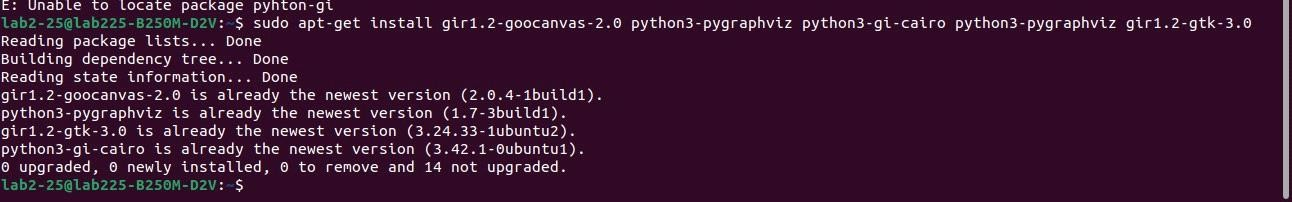 E: Unable to locate package pyhton-gi
lab2-25@lab225-B250M-D2V:~$ sudo apt-get install gir1.2-goocanvas-2.0 python3-pygraphviz python3-gi-cairo python3-pygraphviz gir1.2-gtk-3.0
Reading package lists... Done
Building dependency tree... Done
Reading state information... Done
gir1.2-goocanvas-2.0 is already the newest version (2.0.4-1build1).
python3-pygraphviz is already the newest version (1.7-3build1).
gir1.2-gtk-3.0 is already the newest version (3.24.33-1ubuntu2).
python3-gi-cairo is already the newest version (3.42.1-0ubuntu1).
0 upgraded, 0 newly installed, 0 to remove and 14 not upgraded.
lab2-25@lab225-B250M-D2V:~$